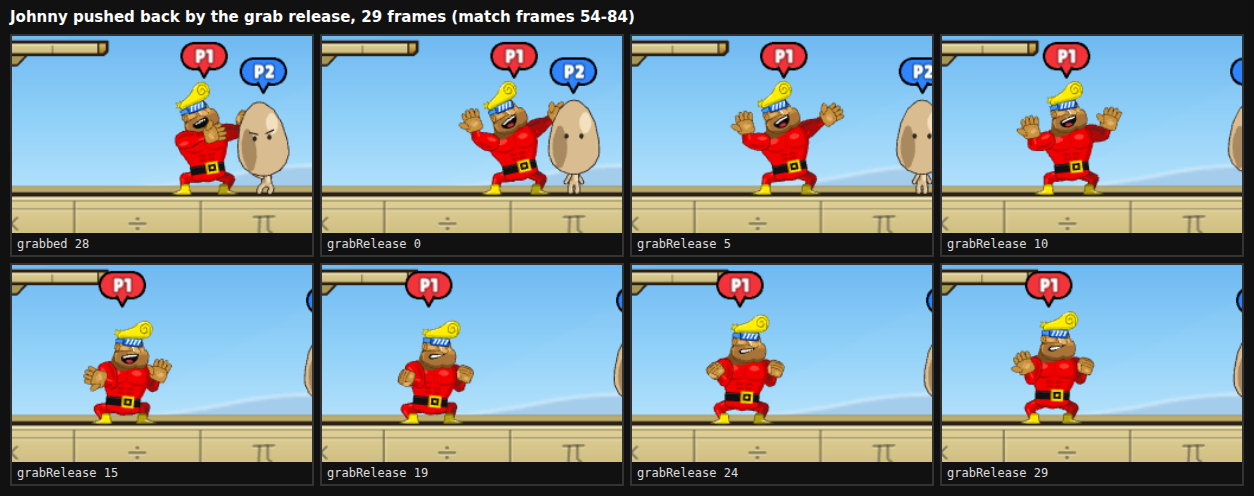 Johnny pushed back by the grab release, 29 frames (match frames 54-84)
P1
P2
÷
π
grabbed 28
P1
P2
÷
π
grabRelease 0
P1
P2
÷
π
grabRelease 5
P1
÷
π
grabRelease 10
P1
÷
π
grabRelease 15
P1
÷
π
grabRelease 19
P1
÷
π
grabRelease 24
P1
÷
π
grabRelease 29